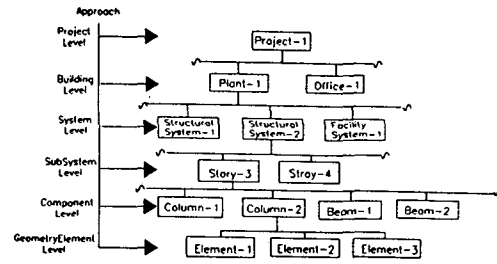 Approach
Project
Level
Project-1
Building
Level
Plant-1
Office-1
System
Level
Structural
System-1
Structural
System-2
Facility
System-1
SubSystem
Level
Story-3
Stroy-4
Component
Level
Column-1
Column-2
Beam-1
Beam-2
GeometryElement
Level
Element-1
Element-2
Element-3